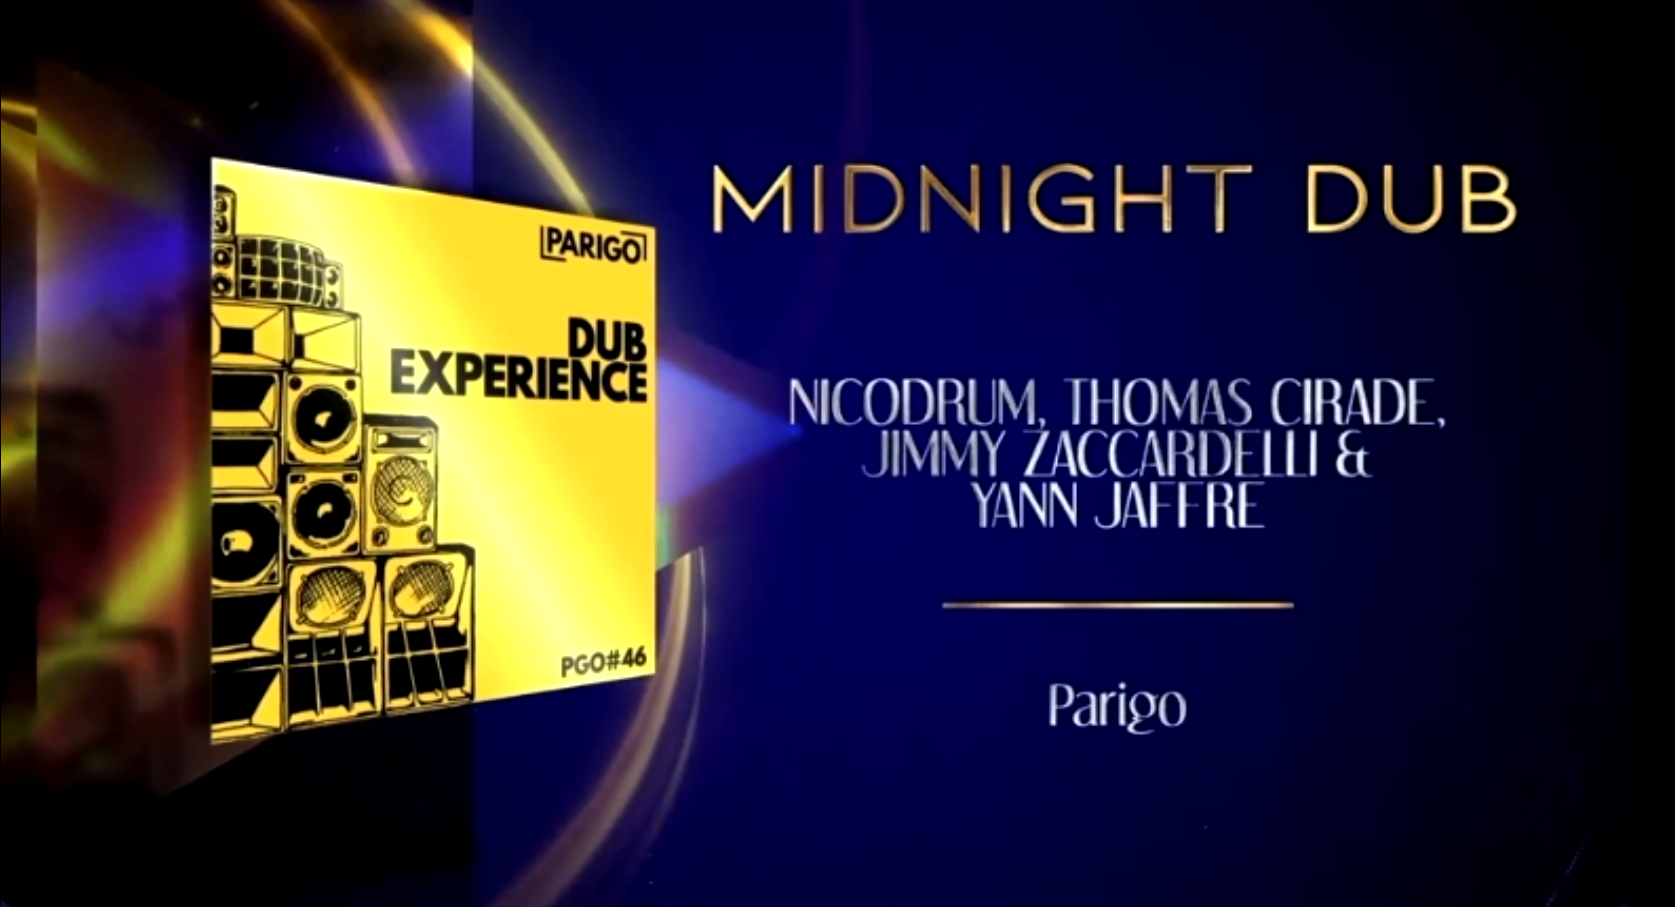 PARIGO
DUB
EXPERIENCE
PGO#46
MIDNIGHT DUB
NICODRUM, THOMAS CIRADE,
JIMMY ZACCARDELLI &
YANN JAFFRE
Parigo